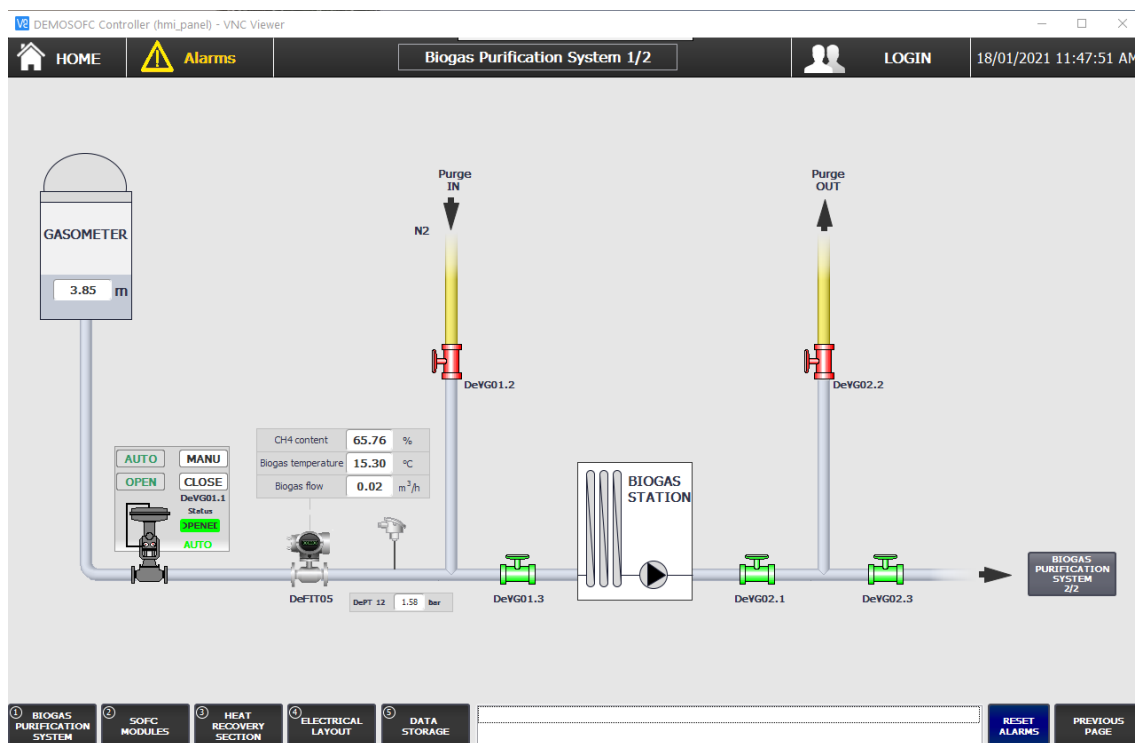 DEMOSOFC Controller (hmi_panel) - VNC Viewer
HOME
Alarms
Biogas Purification System 1/2
LOGIN
18/01/2021 11:47:51 AM
Purge
IN
Purge
OUT
GASOMETER
N2
3.85 m
DeVG01.2
DeVG02.2
AUTO MANU
OPEN CLOSE
DeVG01.1
Status
OPENED
AUTO
CH4 content 65.76 %
Biogas temperature 15.30 °C
Biogas flow 0.02 m³/h
BIOGAS
STATION
DeFIT05
DePT 12 1.58 bar
DeVG01.3
DeVG02.1
DeVG02.3
BIOGAS
PURIFICATION
SYSTEM
2/2
1 BIOGAS
PURIFICATION
SYSTEM
2 SOFC
MODULES
3 HEAT
RECOVERY
SECTION
4 ELECTRICAL
LAYOUT
5 DATA
STORAGE
RESET
ALARMS
PREVIOUS
PAGE